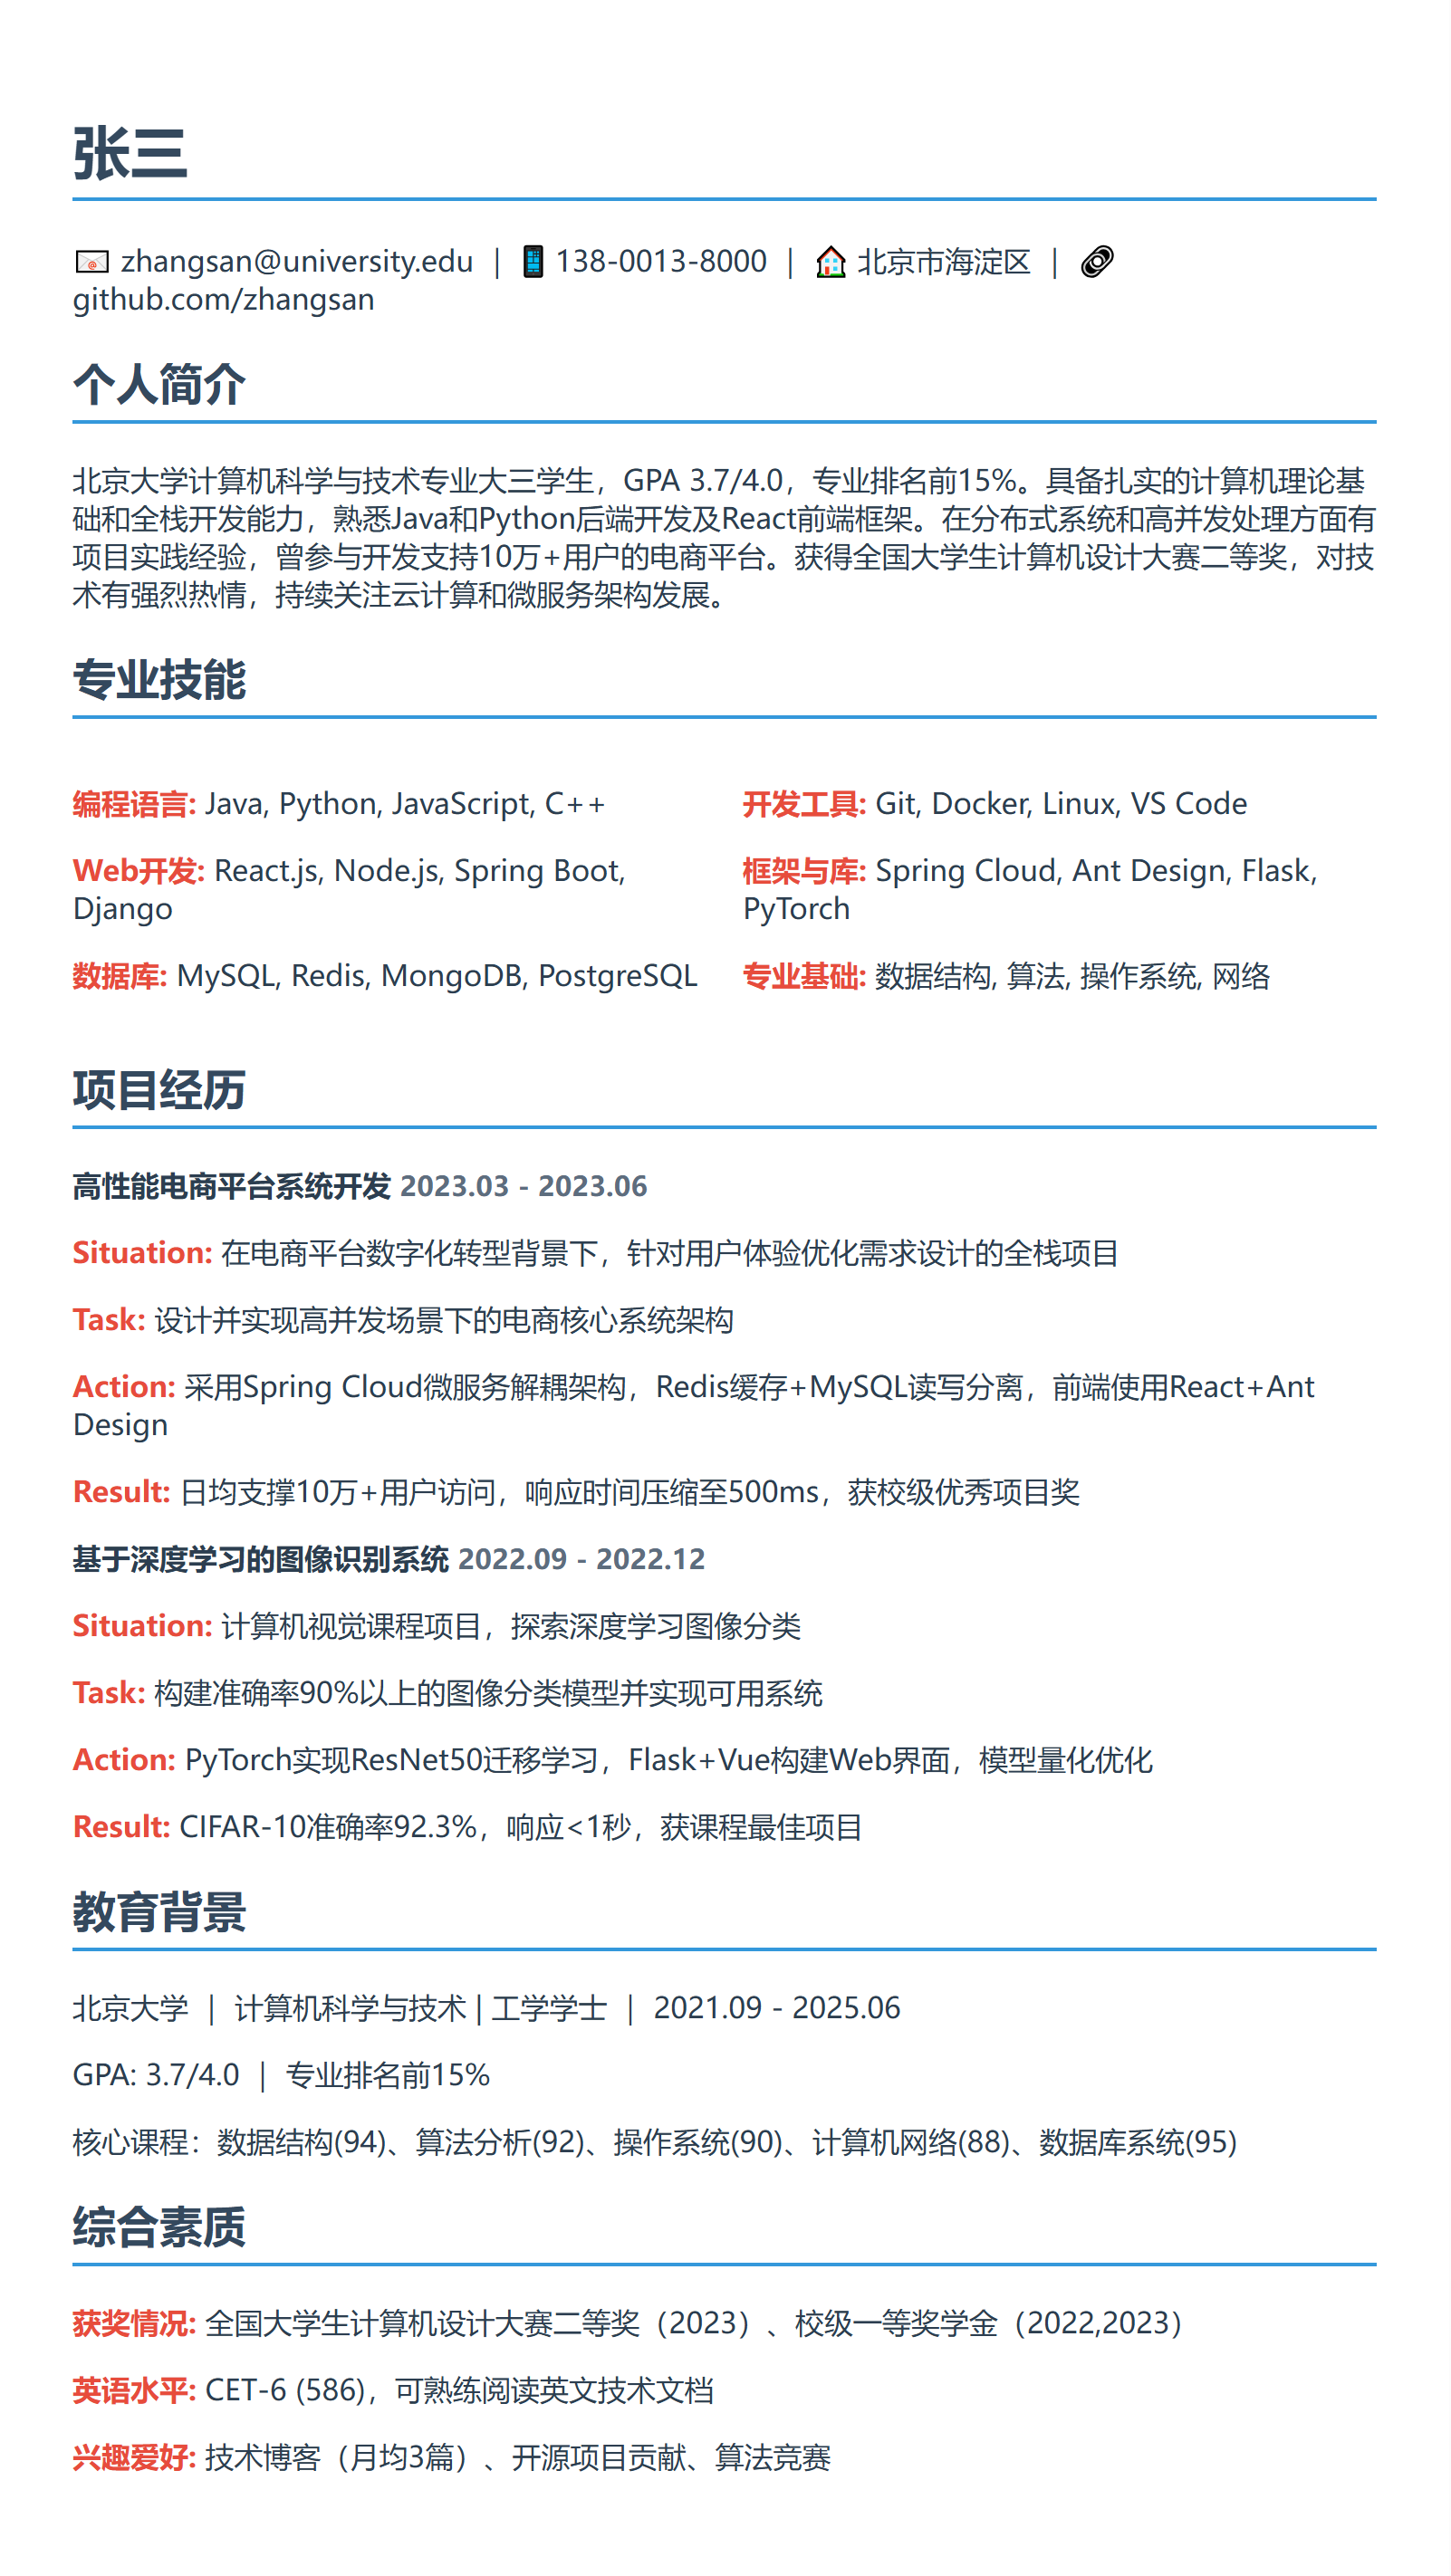 张三
zhangsan@university.edu | 138-0013-8000 | 北京市海淀区 |
github.com/zhangsan
个人简介
北京大学计算机科学与技术专业大三学生，GPA 3.7/4.0，专业排名前15%。具备扎实的计算机理论基
础和全栈开发能力，熟悉Java和Python后端开发及React前端框架。在分布式系统和高并发处理方面有
项目实践经验，曾参与开发支持10万+用户的电商平台。获得全国大学生计算机设计大赛二等奖，对技
术有强烈热情，持续关注云计算和微服务架构发展。
专业技能
编程语言: Java, Python, JavaScript, C++
Web开发: React.js, Node.js, Spring Boot,
Django
数据库: MySQL, Redis, MongoDB, PostgreSQL
开发工具: Git, Docker, Linux, VS Code
框架与库: Spring Cloud, Ant Design, Flask,
PyTorch
专业基础: 数据结构, 算法, 操作系统, 网络
项目经历
高性能电商平台系统开发 2023.03 - 2023.06
Situation: 在电商平台数字化转型背景下，针对用户体验优化需求设计的全栈项目
Task: 设计并实现高并发场景下的电商核心系统架构
Action: 采用Spring Cloud微服务解耦架构，Redis缓存+MySQL读写分离，前端使用React+Ant
Design
Result: 日均支撑10万+用户访问，响应时间压缩至500ms，获校级优秀项目奖
基于深度学习的图像识别系统 2022.09 - 2022.12
Situation: 计算机视觉课程项目，探索深度学习图像分类
Task: 构建准确率90%以上的图像分类模型并实现可用系统
Action: PyTorch实现ResNet50迁移学习，Flask+Vue构建Web界面，模型量化优化
Result: CIFAR-10准确率92.3%，响应<1秒，获课程最佳项目
教育背景
北京大学 | 计算机科学与技术 | 工学学士 | 2021.09 - 2025.06
GPA: 3.7/4.0 | 专业排名前15%
核心课程：数据结构(94)、算法分析(92)、操作系统(90)、计算机网络(88)、数据库系统(95)
综合素质
获奖情况: 全国大学生计算机设计大赛二等奖（2023）、校级一等奖学金（2022,2023）
英语水平: CET-6 (586)，可熟练阅读英文技术文档
兴趣爱好: 技术博客（月均3篇）、开源项目贡献、算法竞赛